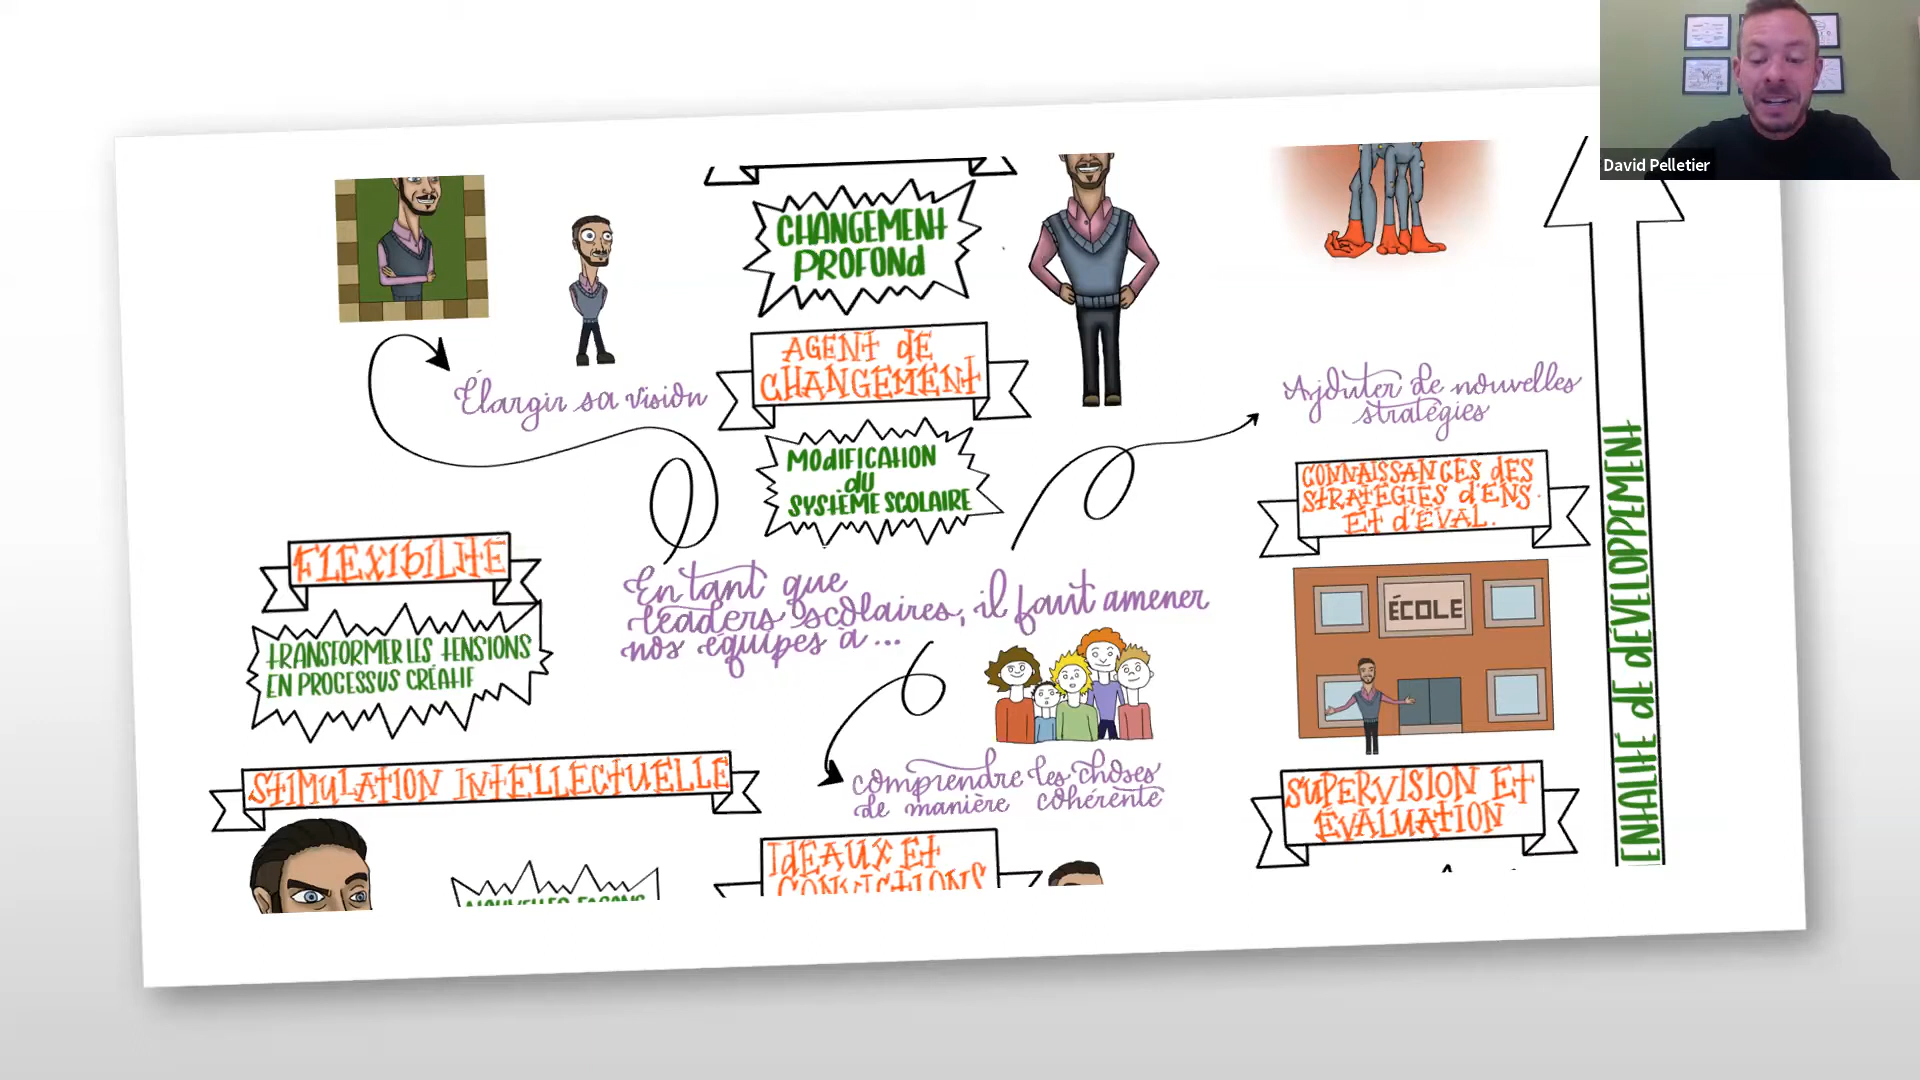 David Pelletier
CHANGEMENT
PROFOND
AGENT DE
CHANGEMENT
MODIFICATION
DU
SYSTÈME SCOLAIRE
Élargir sa vision
Ajouter de nouvelles
stratégies
CONNAISSANCES DES
STRATÉGIES D'ENS.
ET D'ÉVAL.
FLEXIBILITÉ
TRANSFORMER LES TENSIONS
EN PROCESSUS CRÉATIF
En tant que
leaders scolaires, il faut amener
nos équipes à ...
ÉCOLE
STIMULATION INTELLECTUELLE
comprendre les choses
de manière cohérente
SUPERVISION ET
ÉVALUATION
IDÉAUX ET
CONVICTIONS
NOUVELLES FAÇONS
DE DÉVELOPPEMENT